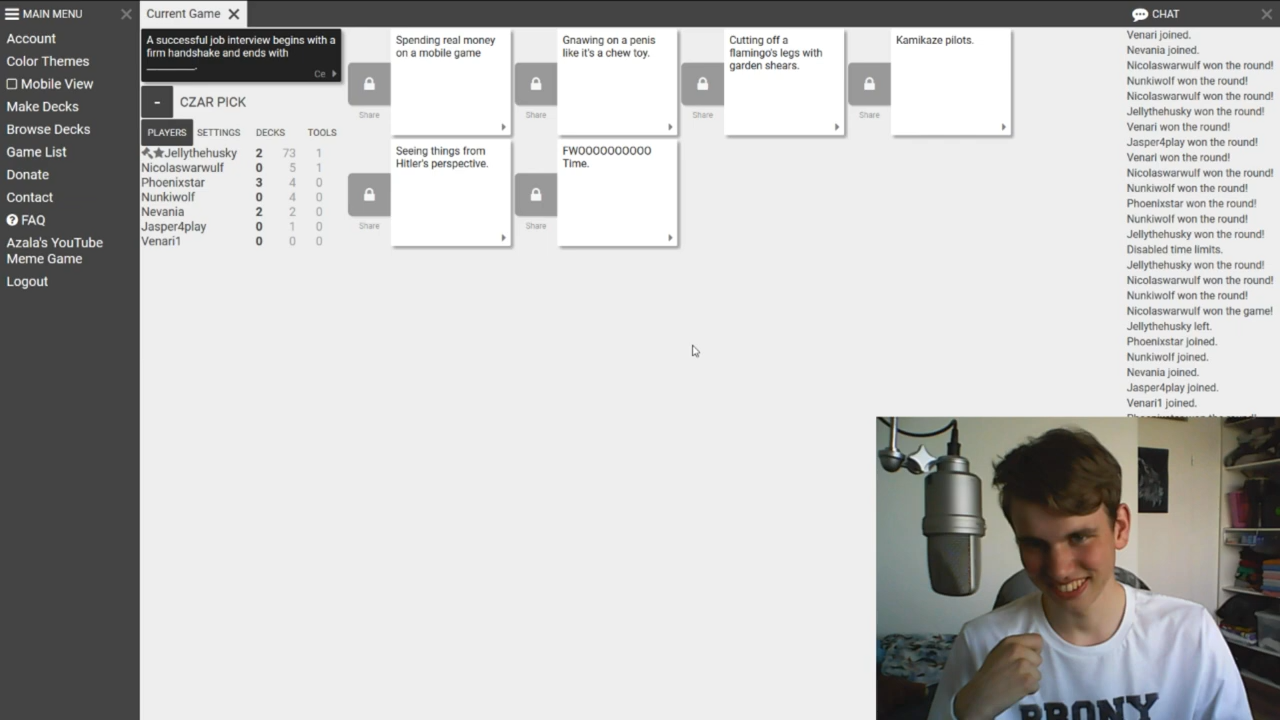 MAIN MENU
Account
Color Themes
Mobile View
Make Decks
Browse Decks
Game List
Donate
Contact
FAQ
Azala's YouTube
Meme Game
Logout
Current Game
A successful job interview begins with a
firm handshake and ends with
__________.
Ce
- CZAR PICK
PLAYERS SETTINGS DECKS TOOLS
Jellythehusky 2 73 1
Nicolaswarwulf 0 5 1
Phoenixstar 3 4 0
Nunkiwolf 0 4 0
Nevania 2 2 0
Jasper4play 0 1 0
Venari1 0 0 0
Spending real money
on a mobile game
Share
Gnawing on a penis
like it's a chew toy.
Share
Cutting off a
flamingo's legs with
garden shears.
Share
Kamikaze pilots.
Share
Seeing things from
Hitler's perspective.
Share
FWOOOOOOOOOO
Time.
Share
CHAT
Venari joined.
Nevania joined.
Nicolaswarwulf won the round!
Nunkiwolf won the round!
Nicolaswarwulf won the round!
Jellythehusky won the round!
Venari won the round!
Jasper4play won the round!
Venari won the round!
Nicolaswarwulf won the round!
Nunkiwolf won the round!
Phoenixstar won the round!
Nunkiwolf won the round!
Jellythehusky won the round!
Disabled time limits.
Jellythehusky won the round!
Nicolaswarwulf won the round!
Nunkiwolf won the round!
Nicolaswarwulf won the game!
Jellythehusky left.
Phoenixstar joined.
Nunkiwolf joined.
Nevania joined.
Jasper4play joined.
Venari1 joined.
BRONY